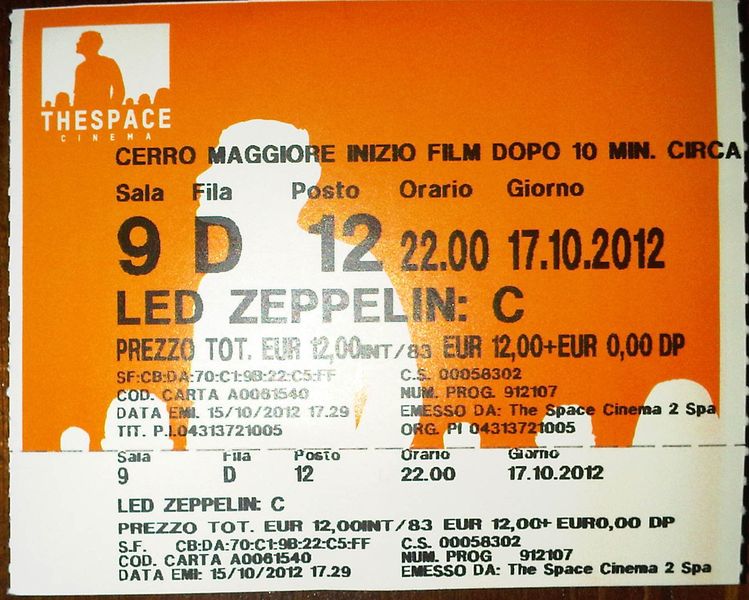 THESPACE
CINEMA
CERRO MAGGIORE INIZIO FILM DOPO 10 MIN. CIRCA
Sala Fila Posto Orario Giorno
9 D 12 22.00 17.10.2012
LED ZEPPELIN: C
PREZZO TOT. EUR 12,00INT/83 EUR 12,00+EUR 0,00 DP
SF:CB:DA:70:C1:9B:22:C5:FF C.S. 00058302
COD. CARTA A0061540 NUM. PROG. 912107
DATA EMI. 15/10/2012 17.29 EMESSO DA: The Space Cinema 2 Spa
TIT. P.I.04313721005 ORG. PI 04313721005
Sala Fila Posto Orario Giorno
9 D 12 22.00 17.10.2012
LED ZEPPELIN: C
PREZZO TOT. EUR 12,00INT/83 EUR 12,00+ EURO,00 DP
S.F. CB:DA:70:C1:9B:22:C5:FF C.S. 00058302
COD. CARTA A0061540 NUM. PROG 912107
DATA EMI: 15/10/2012 17.29 EMESSO DA: The Space Cinema 2 Spa